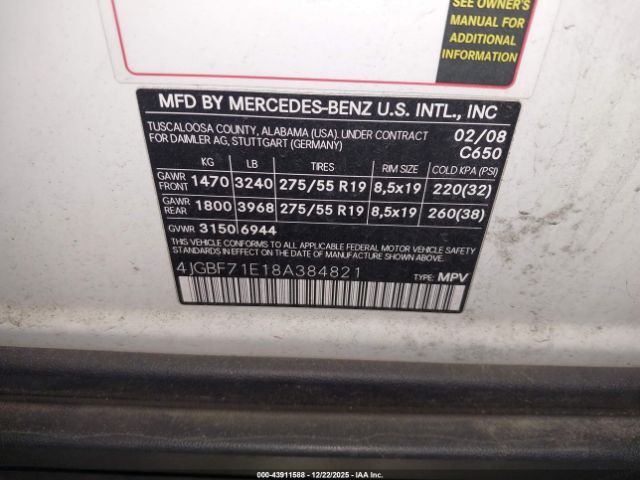 SEE OWNER'S
MANUAL FOR
ADDITIONAL
INFORMATION
MFD BY MERCEDES-BENZ U.S. INTL., INC
TUSCALOOSA COUNTY, ALABAMA (USA). UNDER CONTRACT 02/08
FOR DAIMLER AG, STUTTGART (GERMANY) C650
KG LB TIRES RIM SIZE COLD KPA (PSI)
GAWR FRONT 1470 3240 275/55 R19 8,5x19 220(32)
GAWR REAR 1800 3968 275/55 R19 8,5x19 260(38)
GVWR 3150 6944
THIS VEHICLE CONFORMS TO ALL APPLICABLE FEDERAL MOTOR VEHICLE SAFETY
STANDARDS IN EFFECT ON THE DATE OF MANUFACTURE SHOWN ABOVE.
4JGBF71E18A384821 TYPE: MPV
000-43911588 - 12/22/2025 - IAA, Inc.